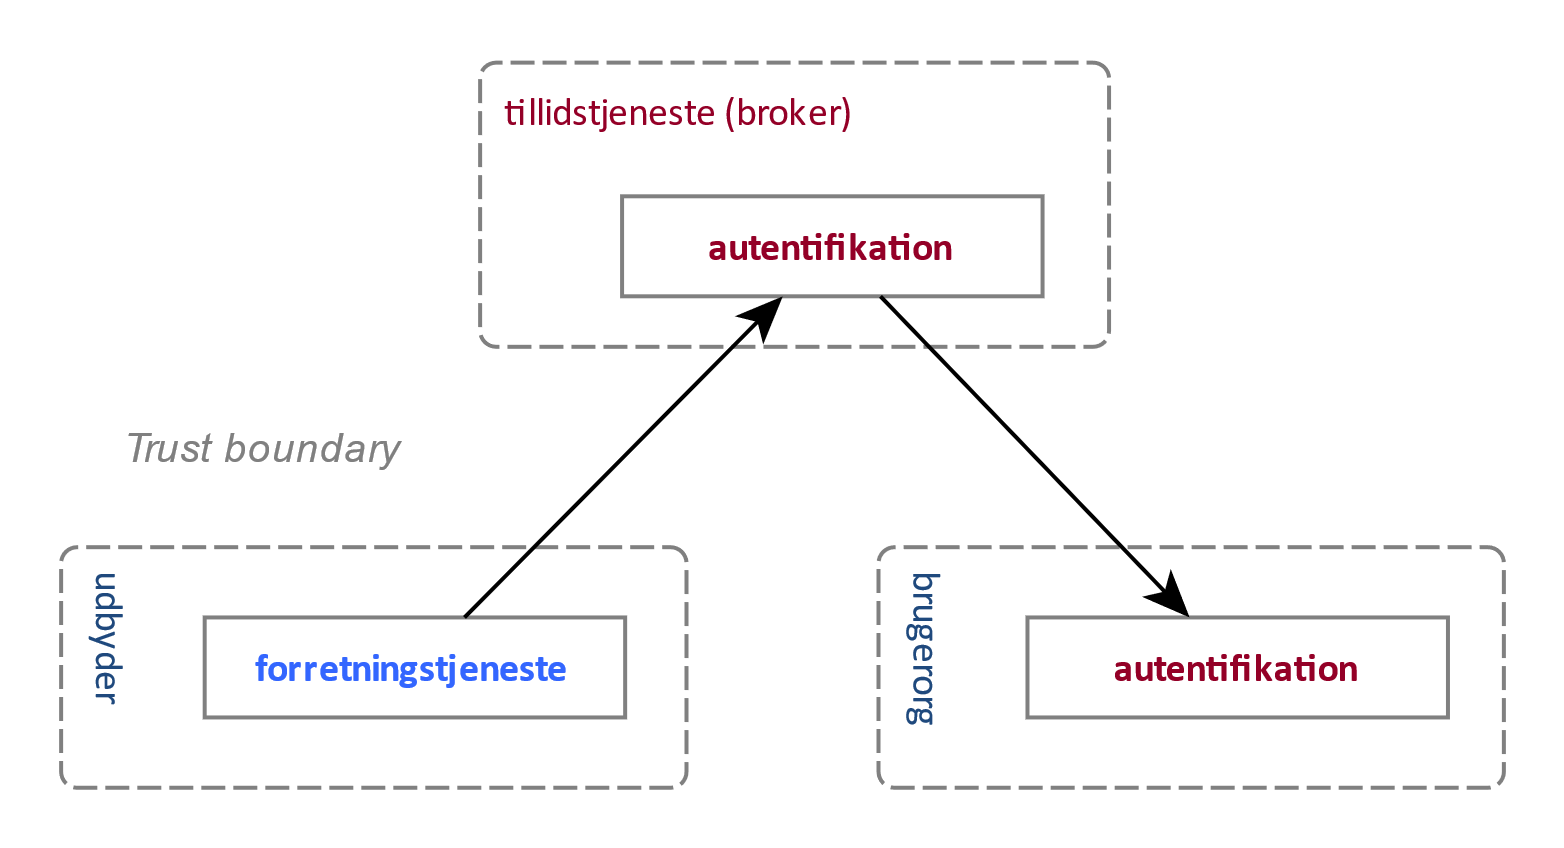 tillidstjeneste (broker)
autentifikation
Trust boundary
udbyder
forretningstjeneste
brugerorg
autentifikation